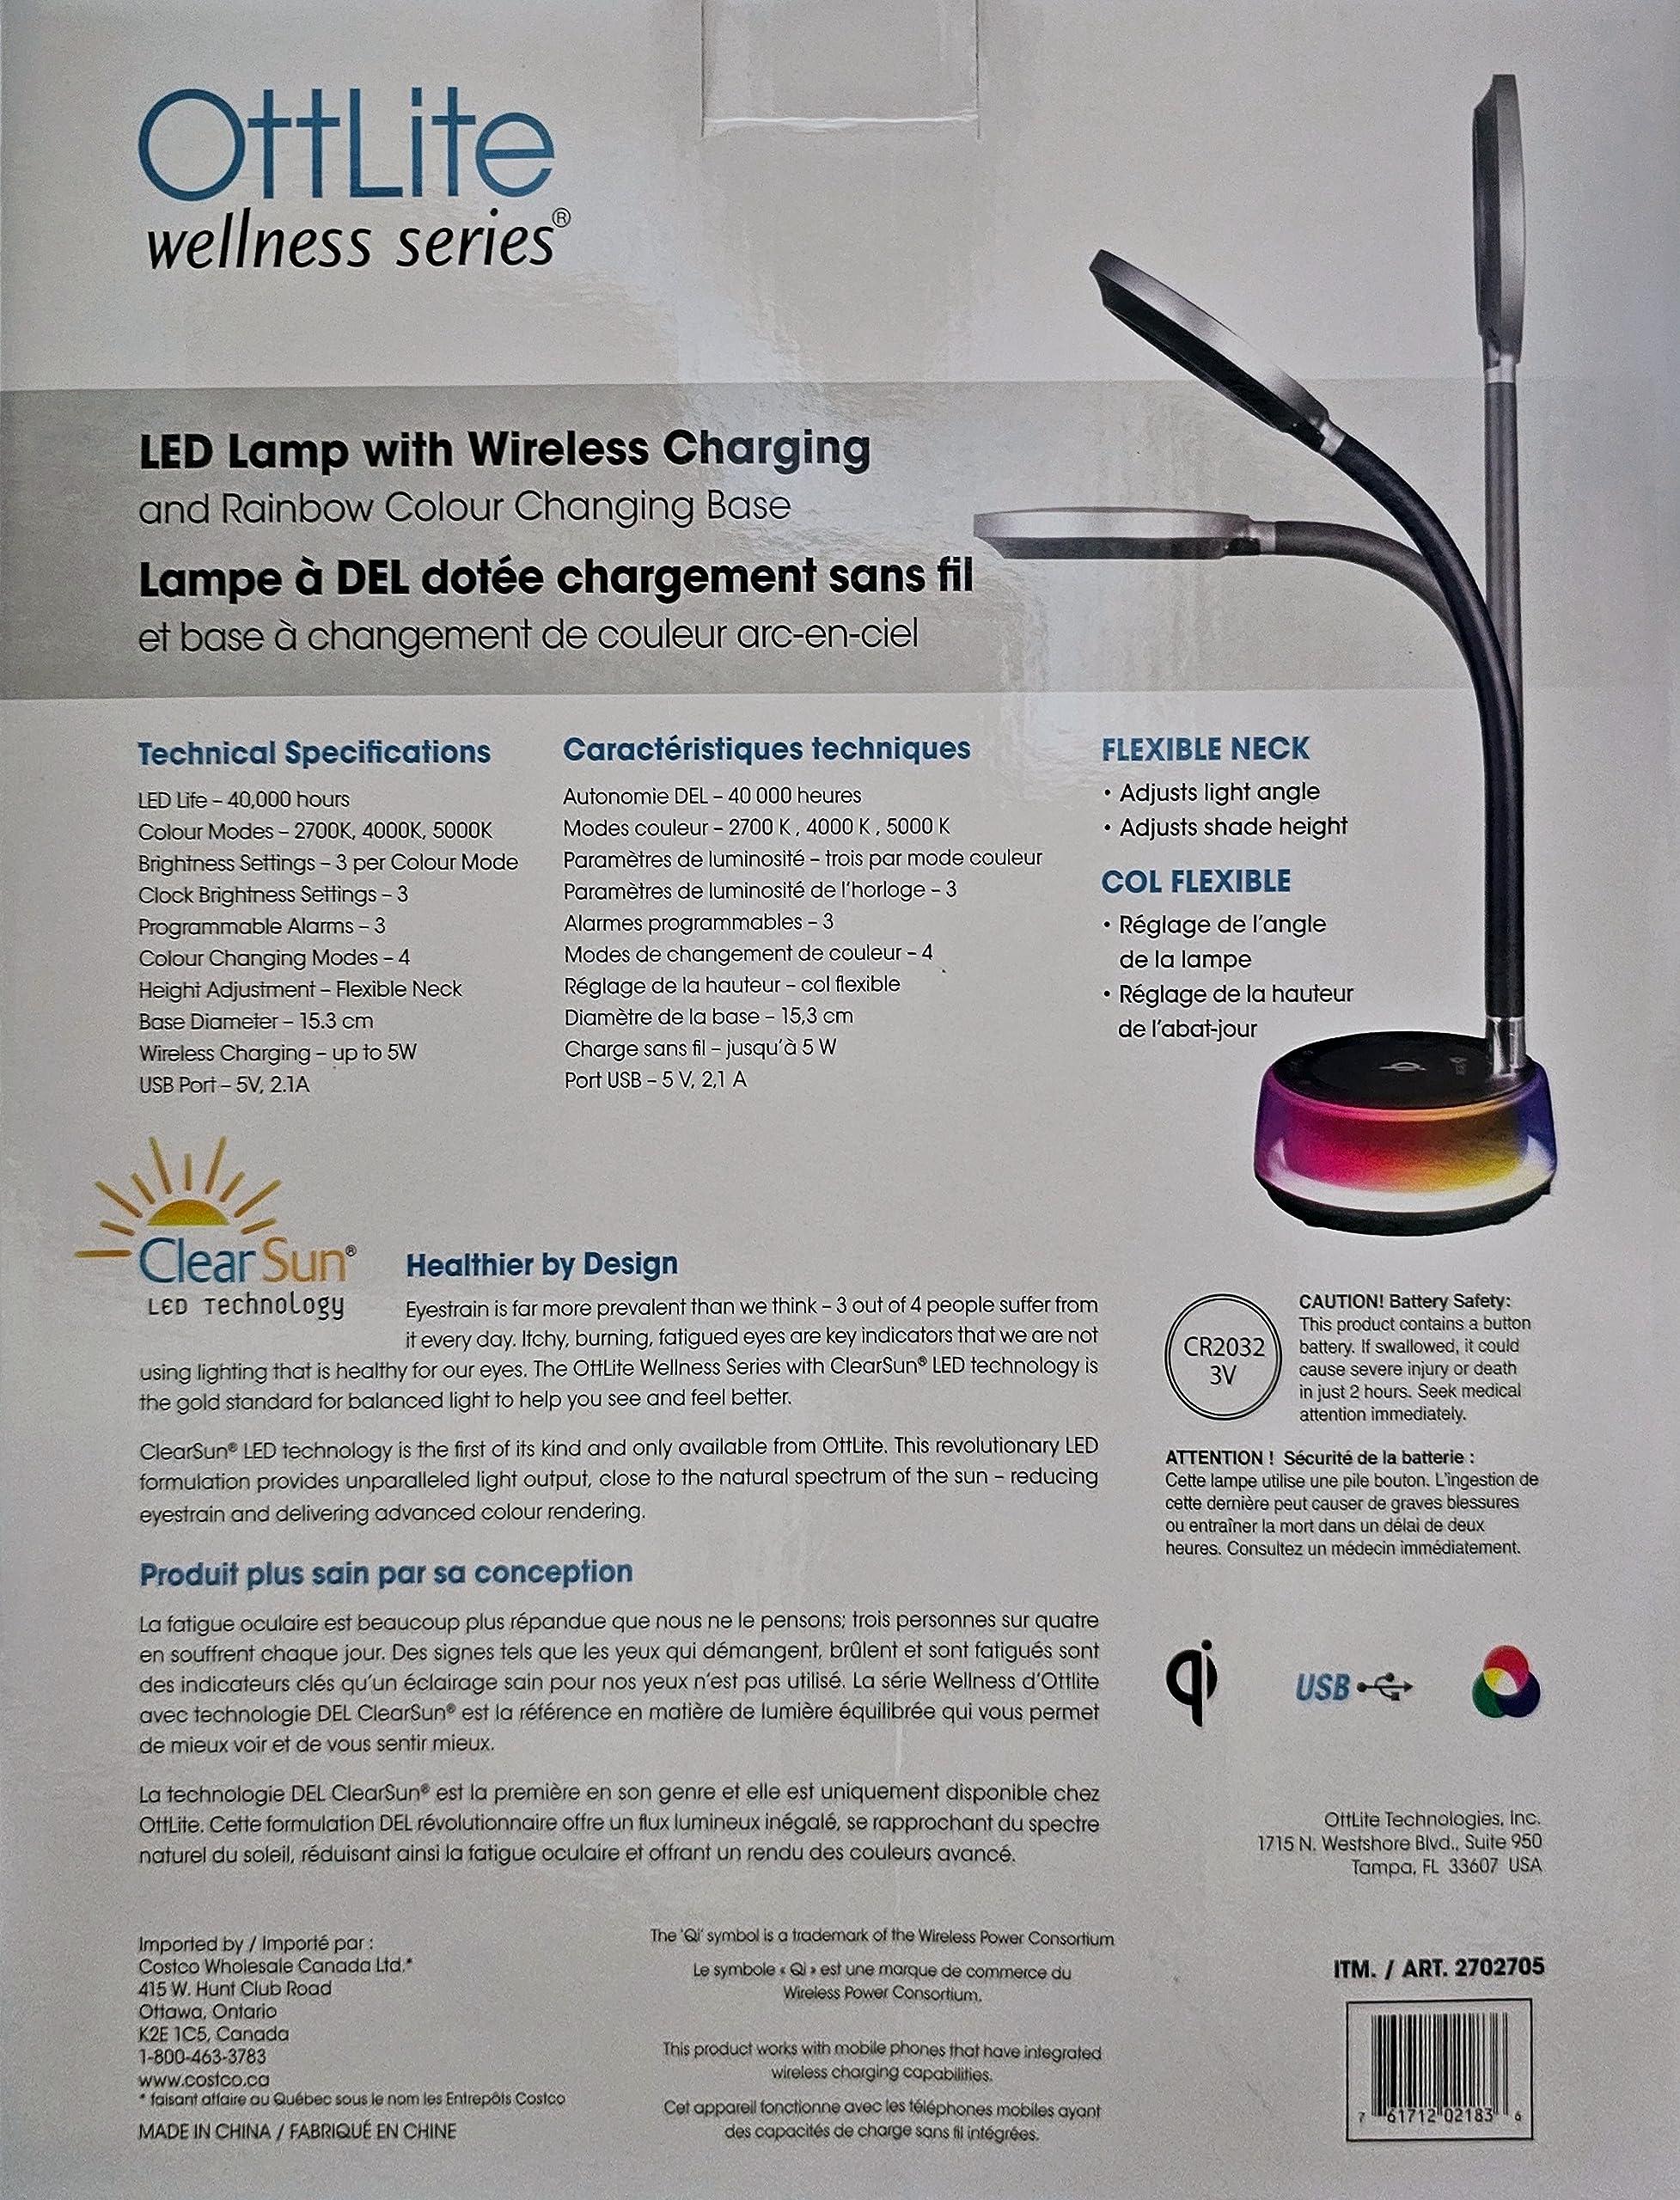 OttLite
wellness series®
LED Lamp with Wireless Charging
and Rainbow Colour Changing Base
Lampe à DEL dotée chargement sans fil
et base à changement de couleur arc-en-ciel
Technical Specifications
LED Life – 40,000 hours
Colour Modes – 2700K, 4000K, 5000K
Brightness Settings – 3 per Colour Mode
Clock Brightness Settings – 3
Programmable Alarms – 3
Colour Changing Modes – 4
Height Adjustment – Flexible Neck
Base Diameter – 15.3 cm
Wireless Charging – up to 5W
USB Port – 5V, 2.1A
Caractéristiques techniques
Autonomie DEL – 40 000 heures
Modes couleur – 2700 K , 4000 K , 5000 K
Paramètres de luminosité – trois par mode couleur
Paramètres de luminosité de l'horloge – 3
Alarmes programmables – 3
Modes de changement de couleur – 4
Réglage de la hauteur – col flexible
Diamètre de la base – 15,3 cm
Charge sans fil – jusqu'à 5 W
Port USB – 5 V, 2,1 A
FLEXIBLE NECK
• Adjusts light angle
• Adjusts shade height
COL FLEXIBLE
• Réglage de l'angle
de la lampe
• Réglage de la hauteur
de l'abat-jour
ClearSun®
LED Technology
Healthier by Design
Eyestrain is far more prevalent than we think – 3 out of 4 people suffer from
it every day. Itchy, burning, fatigued eyes are key indicators that we are not
using lighting that is healthy for our eyes. The OttLite Wellness Series with ClearSun® LED technology is
the gold standard for balanced light to help you see and feel better.
ClearSun® LED technology is the first of its kind and only available from OttLite. This revolutionary LED
formulation provides unparalleled light output, close to the natural spectrum of the sun – reducing
eyestrain and delivering advanced colour rendering.
Produit plus sain par sa conception
La fatigue oculaire est beaucoup plus répandue que nous ne le pensons; trois personnes sur quatre
en souffrent chaque jour. Des signes tels que les yeux qui démangent, brûlent et sont fatigués sont
des indicateurs clés qu'un éclairage sain pour nos yeux n'est pas utilisé. La série Wellness d'Ottlite
avec technologie DEL ClearSun® est la référence en matière de lumière équilibrée qui vous permet
de mieux voir et de vous sentir mieux.
La technologie DEL ClearSun® est la première en son genre et elle est uniquement disponible chez
OttLite. Cette formulation DEL révolutionnaire offre un flux lumineux inégalé, se rapprochant du spectre
naturel du soleil, réduisant ainsi la fatigue oculaire et offrant un rendu des couleurs avancé.
CR2032
3V
CAUTION! Battery Safety:
This product contains a button
battery. If swallowed, it could
cause severe injury or death
in just 2 hours. Seek medical
attention immediately.
ATTENTION ! Sécurité de la batterie :
Cette lampe utilise une pile bouton. L'ingestion de
cette dernière peut causer de graves blessures
ou entraîner la mort dans un délai de deux
heures. Consultez un médecin immédiatement.
qi
USB
OttLite Technologies, Inc.
1715 N. Westshore Blvd., Suite 950
Tampa, FL 33607 USA
Imported by / Importé par :
Costco Wholesale Canada Ltd.*
415 W. Hunt Club Road
Ottawa, Ontario
K2E 1C5, Canada
1-800-463-3783
www.costco.ca
* faisant affaire au Québec sous le nom les Entrepôts Costco
MADE IN CHINA / FABRIQUÉ EN CHINE
The 'Qi' symbol is a trademark of the Wireless Power Consortium
Le symbole « Qi » est une marque de commerce du
Wireless Power Consortium.
This product works with mobile phones that have integrated
wireless charging capabilities.
Cet appareil fonctionne avec les téléphones mobiles ayant
des capacités de charge sans fil intégrées.
ITM. / ART. 2702705
7 61712 02183 6